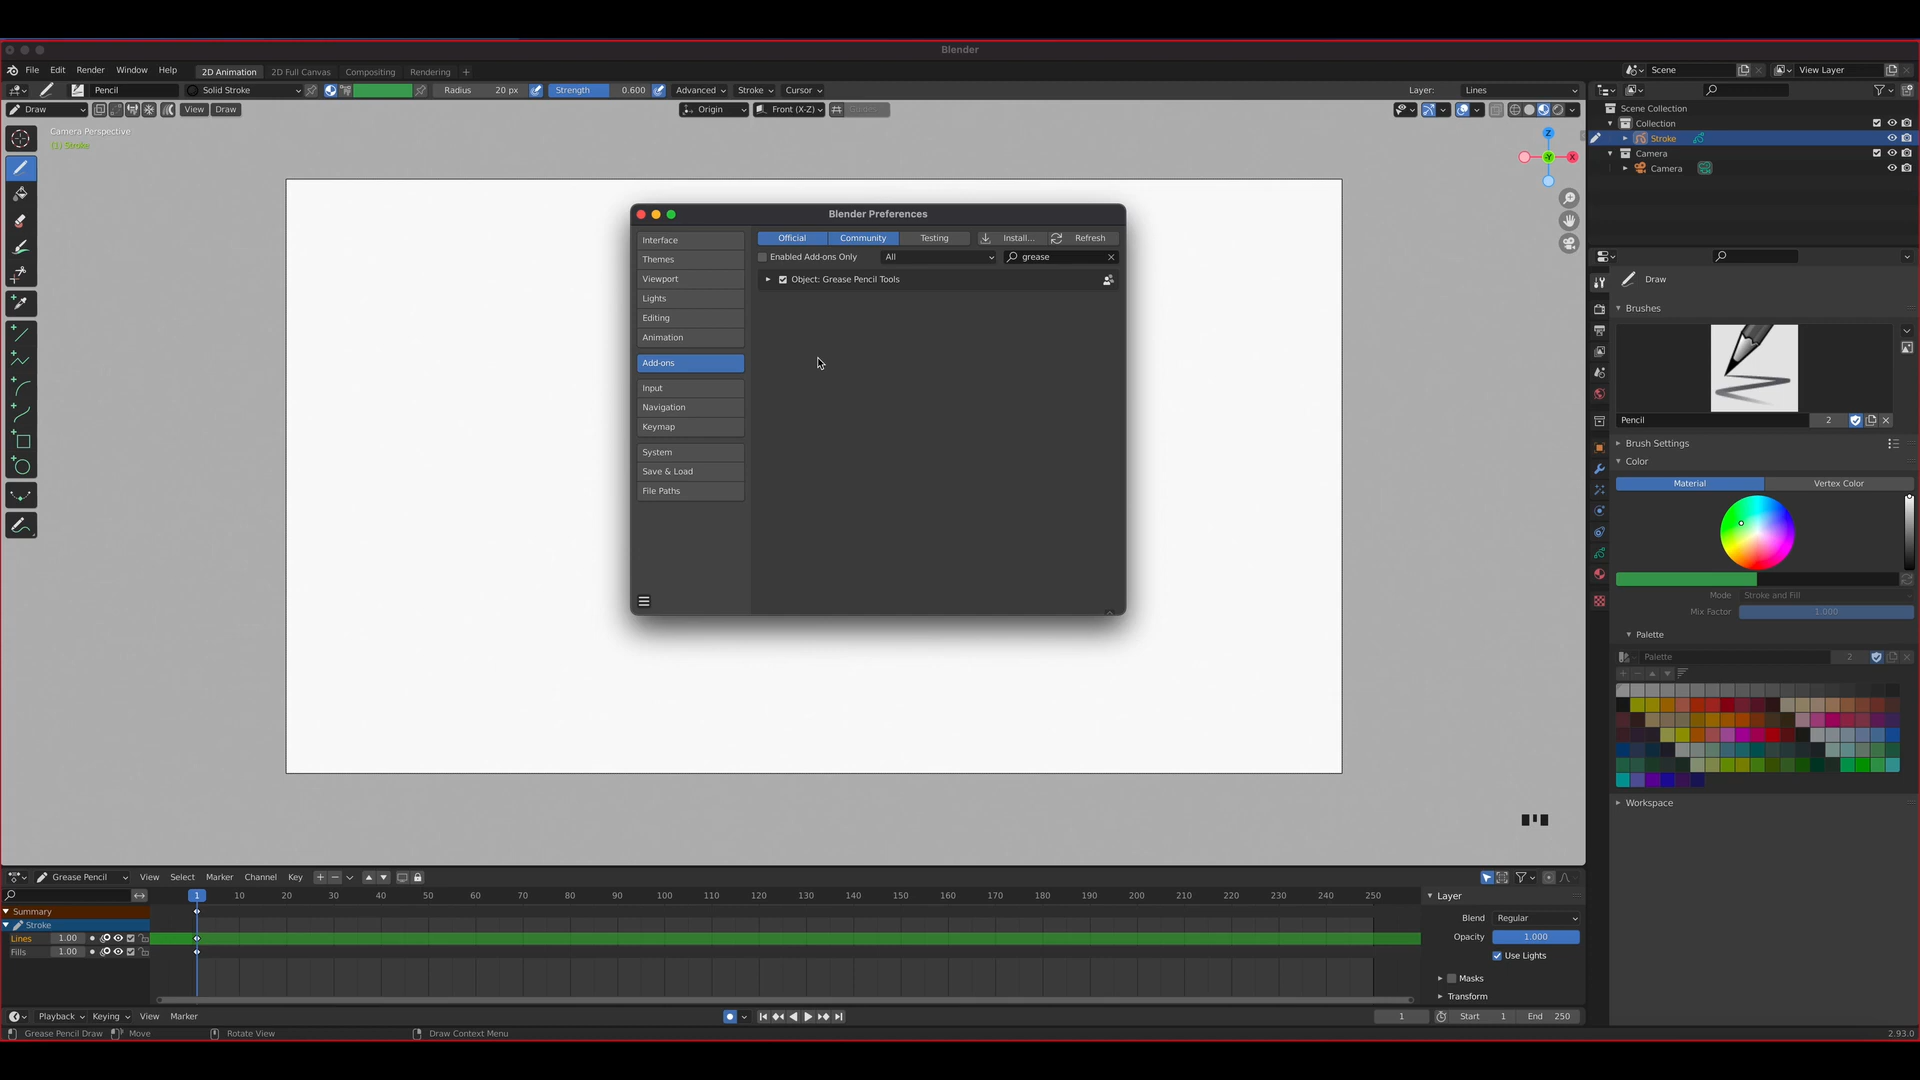 Blender
File Edit Render Window Help 2D Animation 2D Full Canvas Compositing Rendering Scene View Layer
Pencil Solid Stroke Radius 20 px Strength 0.600 Advanced Stroke Cursor Layer: Lines
Draw View Draw Origin Front (X-Z) Guides
Camera Perspective
(1) Stroke
Z
-Y X
Scene Collection
Collection
Stroke
Camera
Camera
Blender Preferences
Interface
Themes
Viewport
Lights
Editing
Animation
Add-ons
Input
Navigation
Keymap
System
Save & Load
File Paths
Official Community Testing Install... Refresh
Enabled Add-ons Only All grease
Object: Grease Pencil Tools
Draw
Brushes
Pencil 2
Brush Settings
Color
Material Vertex Color
Mode Stroke and Fill
Mix Factor 1.000
Palette
Palette 2
Workspace
Grease Pencil View Select Marker Channel Key
1 10 20 30 40 50 60 70 80 90 100 110 120 130 140 150 160 170 180 190 200 210 220 230 240 250
Summary
Stroke
Lines 1.00
Fills 1.00
Layer
Blend Regular
Opacity 1.000
Use Lights
Masks
Transform
Playback Keying View Marker 1 Start 1 End 250
Grease Pencil Draw Move Rotate View Draw Context Menu 2.93.0